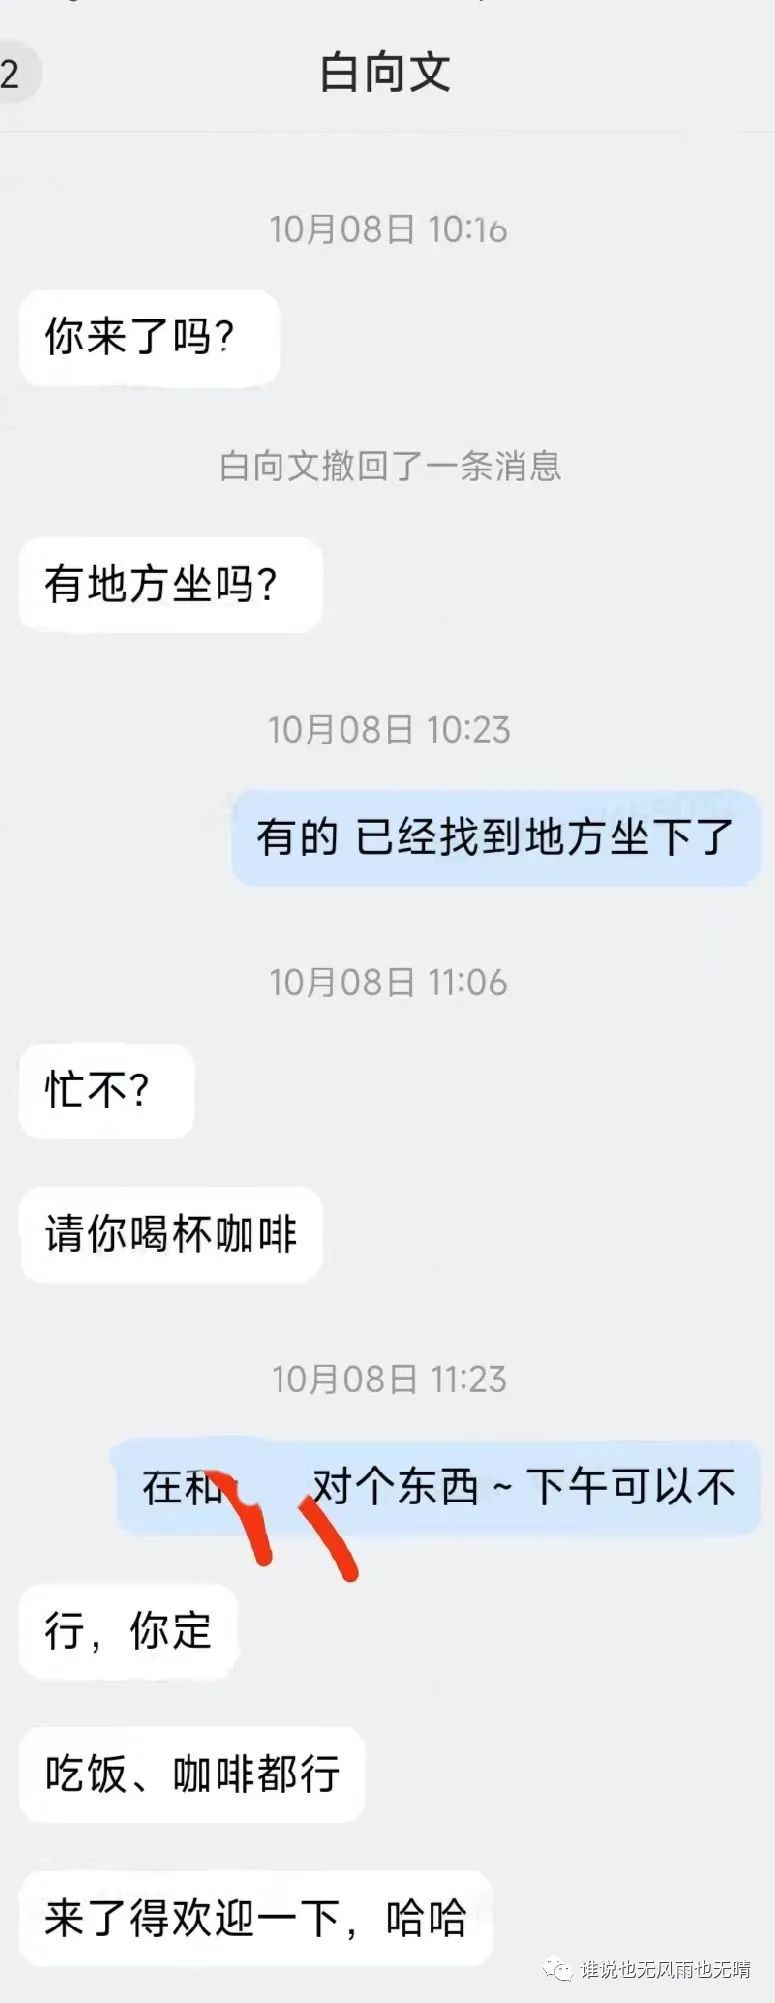 2
白向文
10月08日 10:16
你来了吗？
白向文撤回了一条消息
有地方坐吗？
10月08日 10:23
有的 已经找到地方坐下了
10月08日 11:06
忙不？
请你喝杯咖啡
10月08日 11:23
在和 对个东西～下午可以不
行，你定
吃饭、咖啡都行
来了得欢迎一下，哈哈
谁说也无风雨也无晴